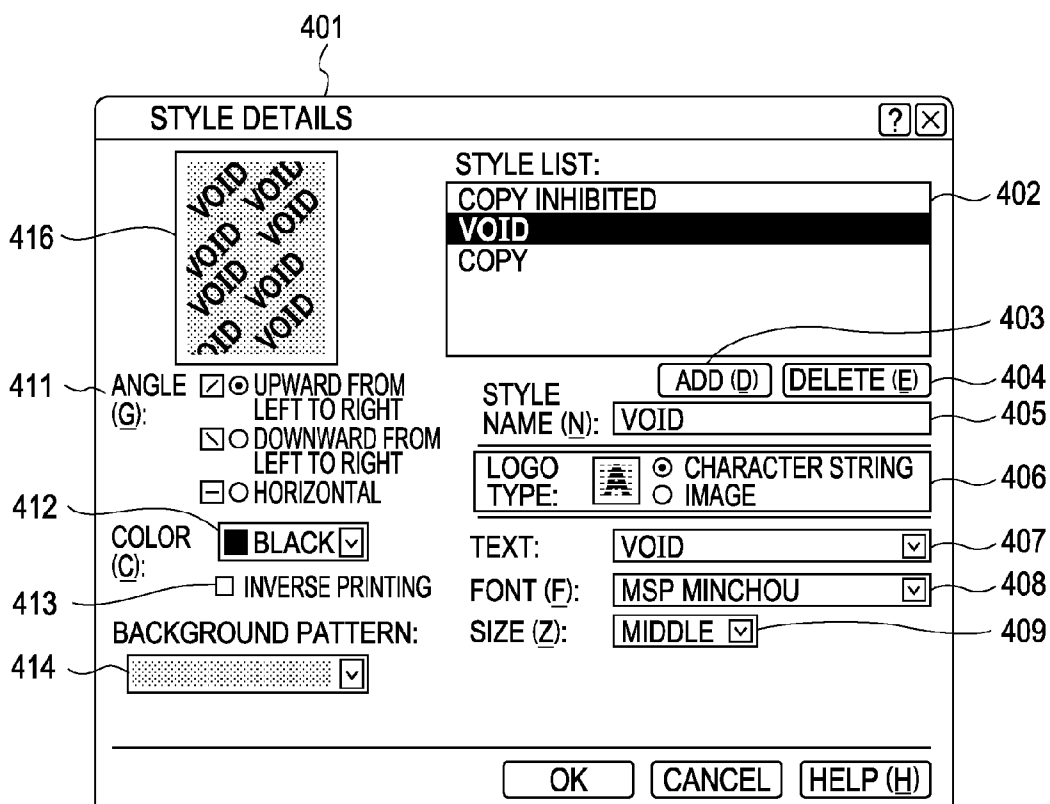 401
STYLE DETAILS ? X
VOID VOID
VOID VOID
VOID VOID
OID VOID
416
STYLE LIST:
COPY INHIBITED
VOID
COPY
402
403
ADD (D) DELETE (E)
404
STYLE
NAME (N): VOID
405
LOGO
TYPE:
A
CHARACTER STRING
IMAGE
406
TEXT: VOID
407
FONT (F): MSP MINCHOU
408
SIZE (Z): MIDDLE
409
411
ANGLE
(G):
UPWARD FROM
LEFT TO RIGHT
DOWNWARD FROM
LEFT TO RIGHT
HORIZONTAL
412
COLOR
(C):
BLACK
413
INVERSE PRINTING
BACKGROUND PATTERN:
414
OK CANCEL HELP (H)